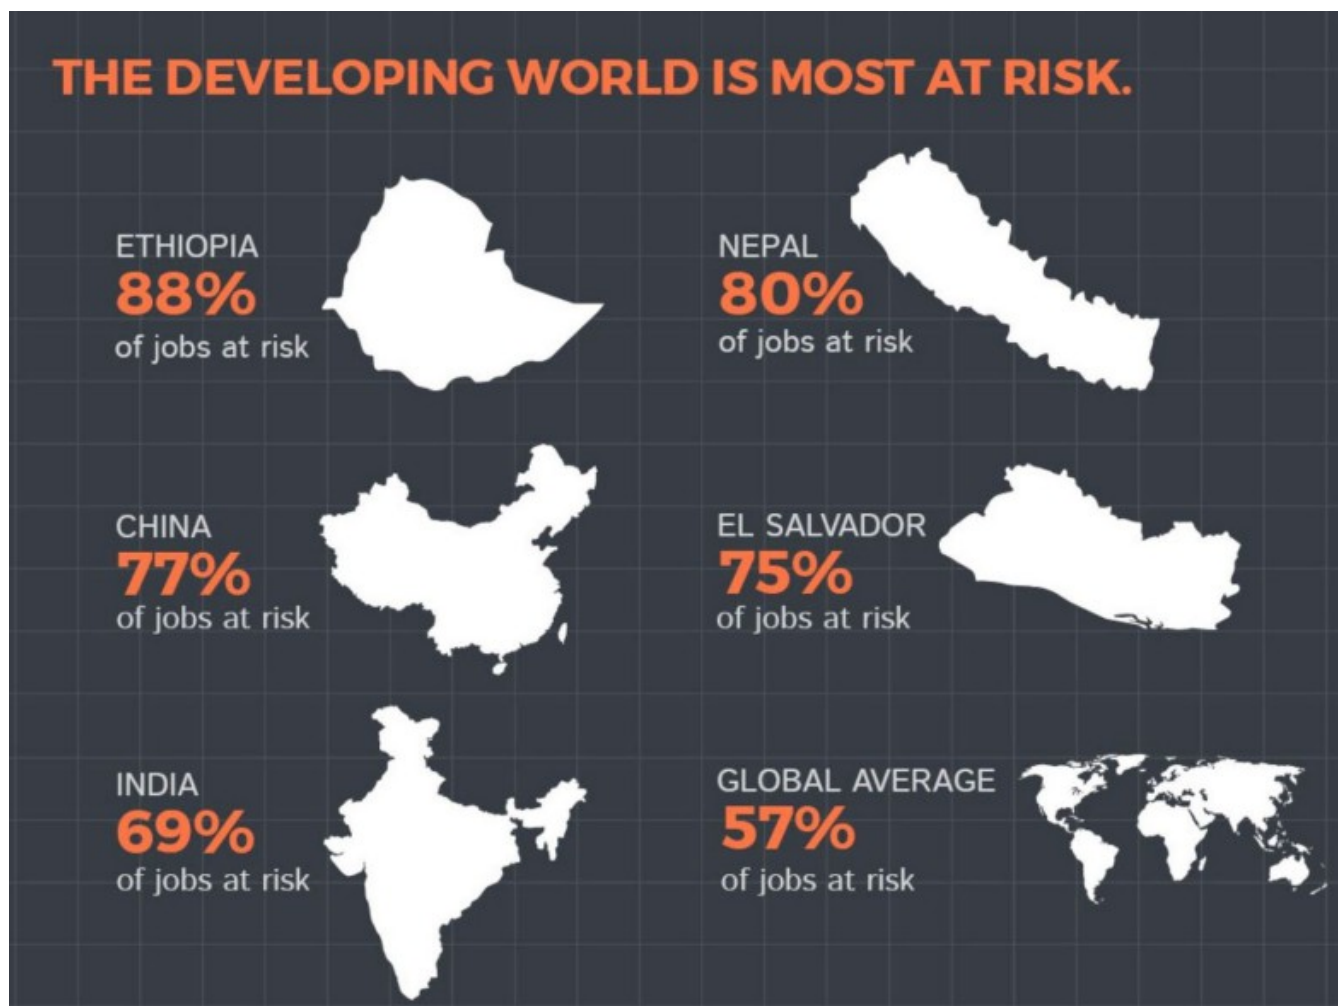 THE DEVELOPING WORLD IS MOST AT RISK.
ETHIOPIA
88%
of jobs at risk
NEPAL
80%
of jobs at risk
CHINA
77%
of jobs at risk
EL SALVADOR
75%
of jobs at risk
INDIA
69%
of jobs at risk
GLOBAL AVERAGE
57%
of jobs at risk